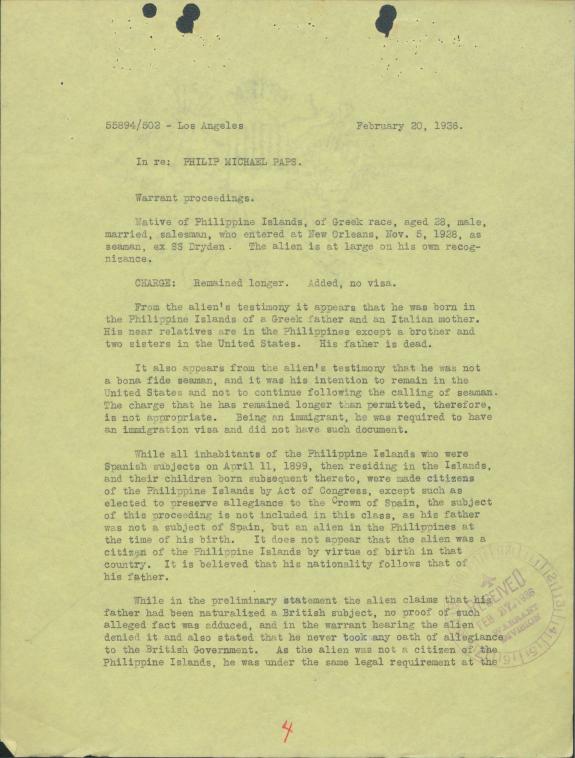 55894/502 - Los Angeles February 20, 1936.
In re: PHILIP MICHAEL PAPS.
Warrant proceedings.
Native of Philippine Islands, of Greek race, aged 28, male,
married, salesman, who entered at New Orleans, Nov. 5, 1928, as
seaman, ex SS Dryden. The alien is at large on his own recog-
nizance.
CHARGE: Remained longer. Added, no visa.
From the alien's testimony it appears that he was born in
the Philippine Islands of a Greek father and an Italian mother.
His near relatives are in the Philippines except a brother and
two sisters in the United States. His father is dead.
It also appears from the alien's testimony that he was not
a bona fide seaman, and it was his intention to remain in the
United States and not to continue following the calling of seaman.
The charge that he has remained longer than permitted, therefore,
is not appropriate. Being an immigrant, he was required to have
an immigration visa and did not have such document.
While all inhabitants of the Philippine Islands who were
Spanish subjects on April 11, 1899, then residing in the Islands,
and their children born subsequent thereto, were made citizens
of the Philippine Islands by Act of Congress, except such as
elected to preserve allegiance to the Crown of Spain, the subject
of this proceeding is not included in this class, as his father
was not a subject of Spain, but an alien in the Philippines at
the time of his birth. It does not appear that the alien was a
citizen of the Philippine Islands by virtue of birth in that
country. It is believed that his nationality follows that of
his father.
While in the preliminary statement the alien claims that his
father had been naturalized a British subject, no proof of such
alleged fact was adduced, and in the warrant hearing the alien
denied it and also stated that he never took any oath of allegiance
to the British Government. As the alien was not a citizen of the
Philippine Islands, he was under the same legal requirement at the
RECEIVED
FEB 27, 1936
WARRANT
DIVISION
4